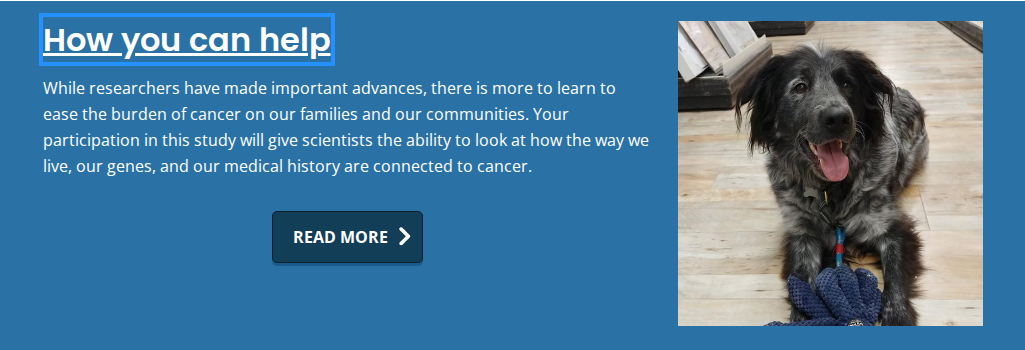 How you can help
While researchers have made important advances, there is more to learn to
ease the burden of cancer on our families and our communities. Your
participation in this study will give scientists the ability to look at how the way we
live, our genes, and our medical history are connected to cancer.
READ MORE